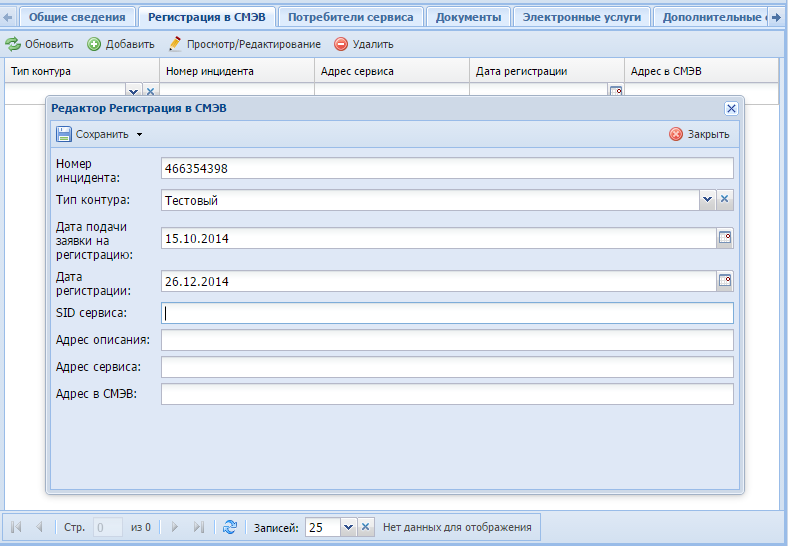 Общие сведения Регистрация в СМЭВ Потребители сервиса Документы Электронные услуги Дополнительные
Обновить Добавить Просмотр/Редактирование Удалить
Тип контура Номер инцидента Адрес сервиса Дата регистрации Адрес в СМЭВ
Редактор Регистрация в СМЭВ
Сохранить Закрыть
Номер
инцидента: 466354398
Тип контура: Тестовый
Дата подачи
заявки на 15.10.2014
регистрацию:
Дата
регистрации: 26.12.2014
SID сервиса:
Адрес описания:
Адрес сервиса:
Адрес в СМЭВ:
Стр. 0 из 0 Записей: 25 Нет данных для отображения